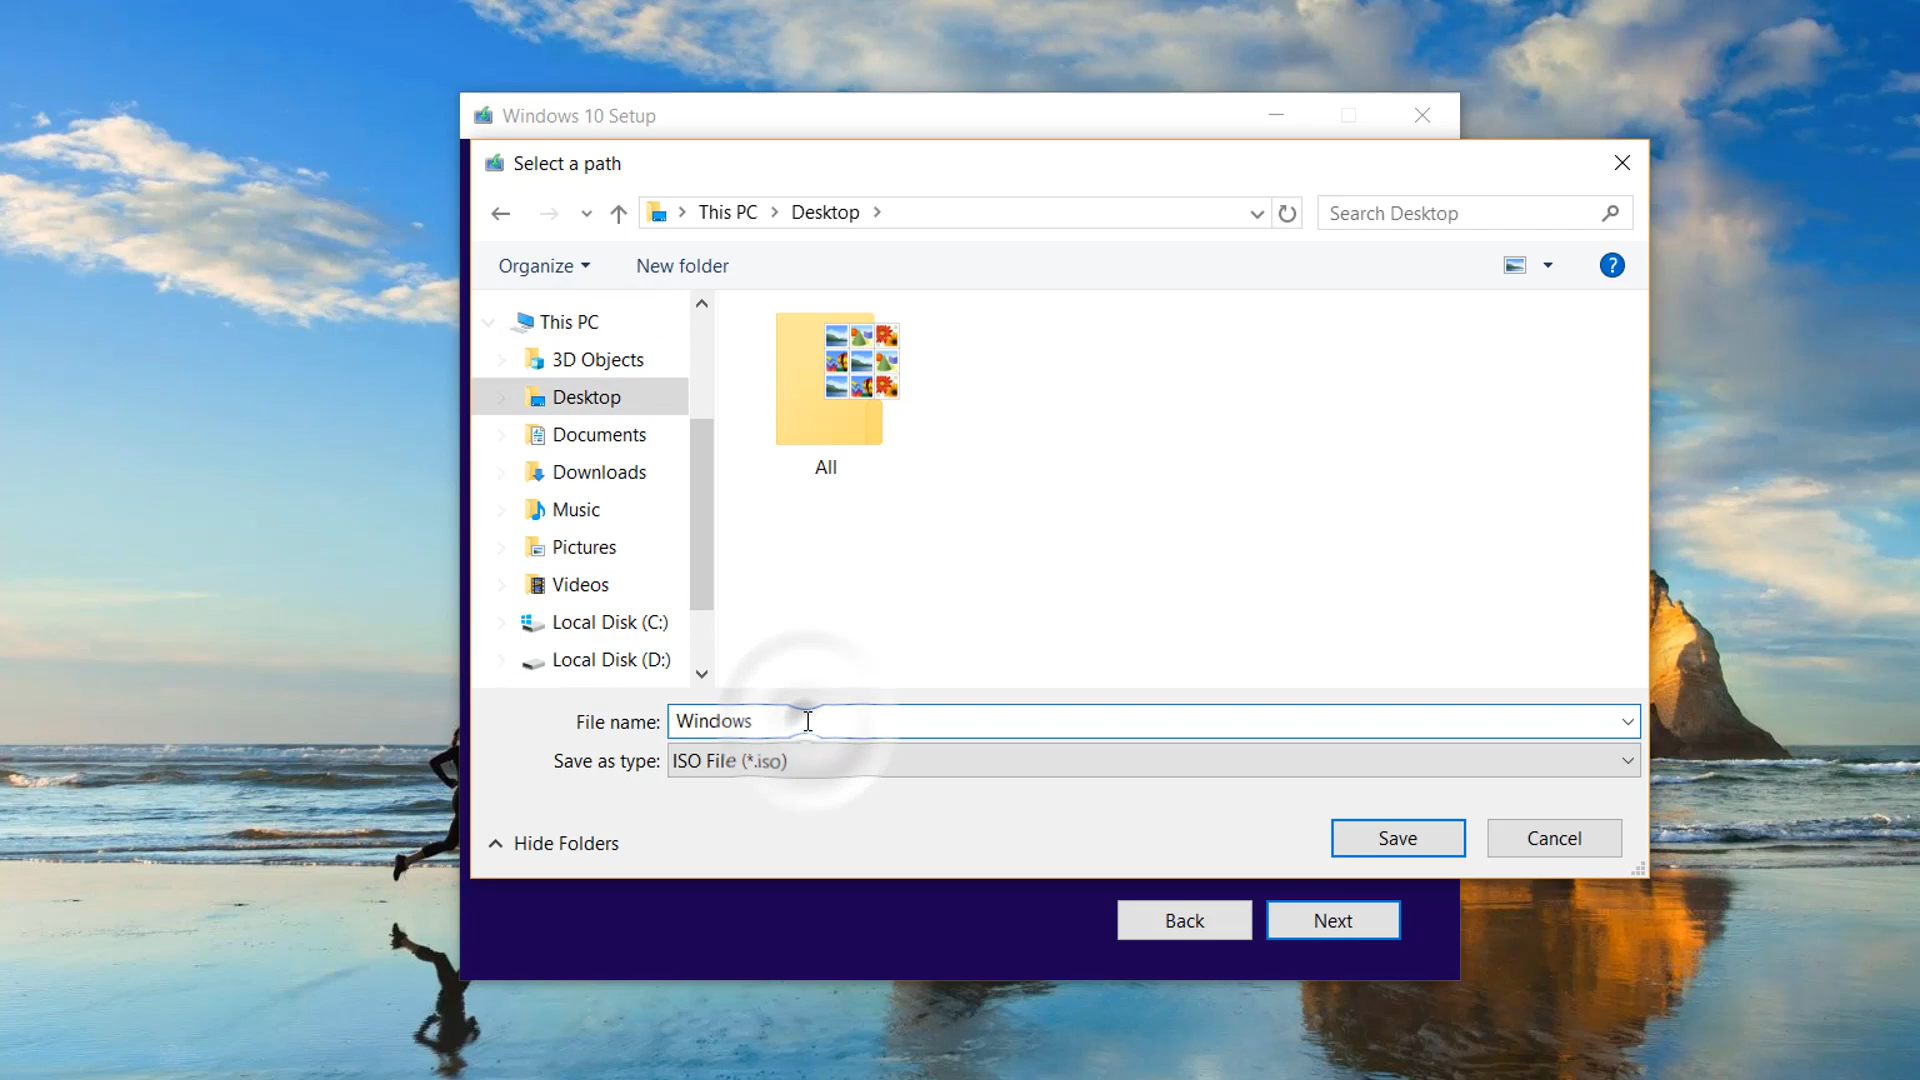 Windows 10 Setup
Select a path
This PC
Desktop
Search Desktop
Organize
New folder
?
This PC
3D Objects
Desktop
Documents
Downloads
Music
Pictures
Videos
Local Disk (C:)
Local Disk (D:)
All
File name:
Windows
Save as type:
ISO File (*.iso)
Hide Folders
Save
Cancel
Back
Next